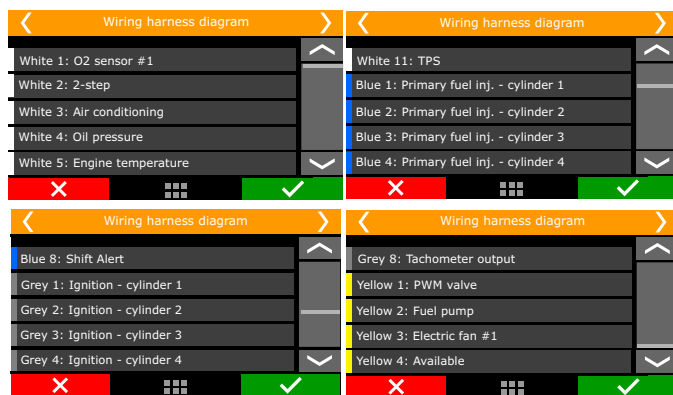 Wiring harness diagram
White 1: O2 sensor #1
White 2: 2-step
White 3: Air conditioning
White 4: Oil pressure
White 5: Engine temperature
Wiring harness diagram
White 11: TPS
Blue 1: Primary fuel inj. - cylinder 1
Blue 2: Primary fuel inj. - cylinder 2
Blue 3: Primary fuel inj. - cylinder 3
Blue 4: Primary fuel inj. - cylinder 4
Wiring harness diagram
Blue 8: Shift Alert
Grey 1: Ignition - cylinder 1
Grey 2: Ignition - cylinder 2
Grey 3: Ignition - cylinder 3
Grey 4: Ignition - cylinder 4
Wiring harness diagram
Grey 8: Tachometer output
Yellow 1: PWM valve
Yellow 2: Fuel pump
Yellow 3: Electric fan #1
Yellow 4: Available